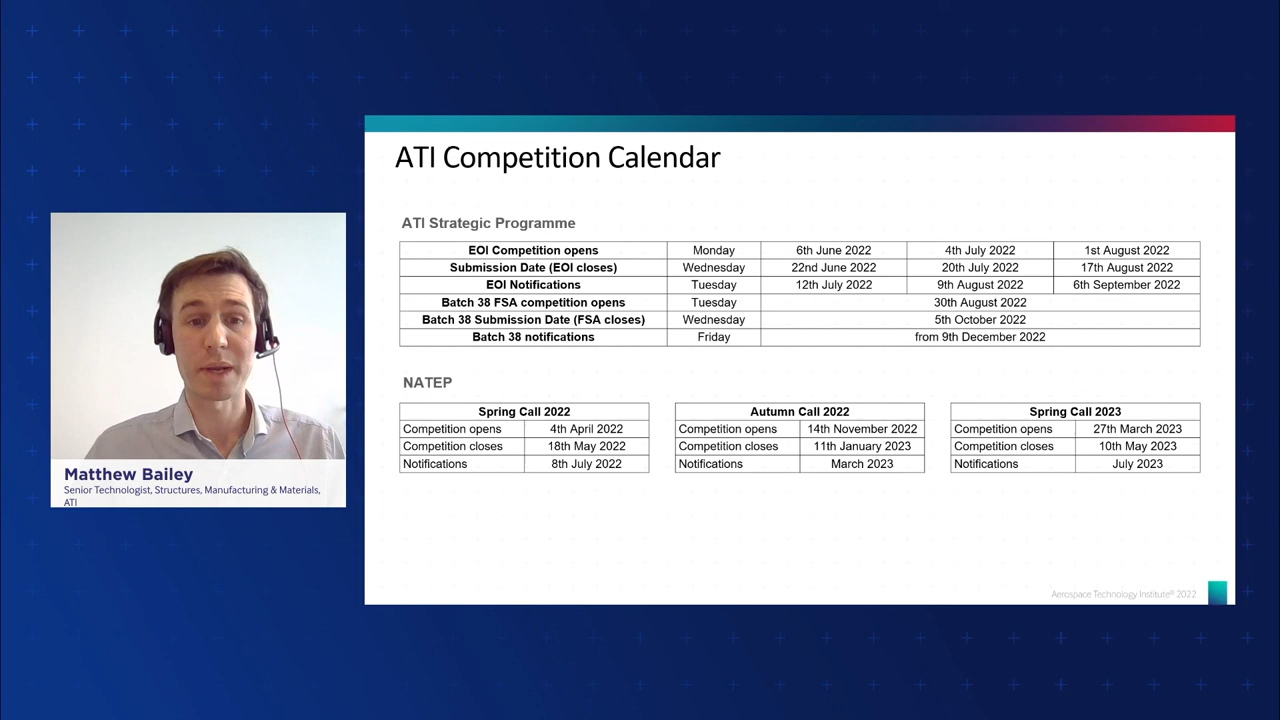 ATI Competition Calendar
ATI Strategic Programme
EOI Competition opens Monday 6th June 2022 4th July 2022 1st August 2022
Submission Date (EOI closes) Wednesday 22nd June 2022 20th July 2022 17th August 2022
EOI Notifications Tuesday 12th July 2022 9th August 2022 6th September 2022
Batch 38 FSA competition opens Tuesday 30th August 2022
Batch 38 Submission Date (FSA closes) Wednesday 5th October 2022
Batch 38 notifications Friday from 9th December 2022
NATEP
Spring Call 2022
Competition opens 4th April 2022
Competition closes 18th May 2022
Notifications 8th July 2022
Autumn Call 2022
Competition opens 14th November 2022
Competition closes 11th January 2023
Notifications March 2023
Spring Call 2023
Competition opens 27th March 2023
Competition closes 10th May 2023
Notifications July 2023
Aerospace Technology Institute® 2022
Matthew Bailey
Senior Technologist, Structures, Manufacturing & Materials,
ATI